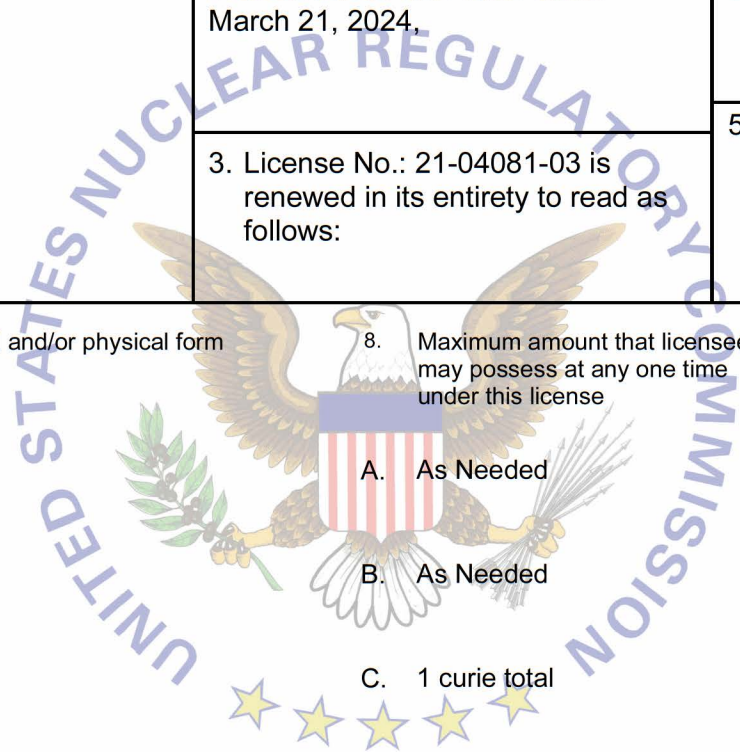 March 21, 2024,
UNITED STATES NUCLEAR REGULATORY COMMISSION
5
3. License No.: 21-04081-03 is
renewed in its entirety to read as
follows:
and/or physical form
8. Maximum amount that license
may possess at any one time
under this license
A. As Needed
B. As Needed
C. 1 curie total